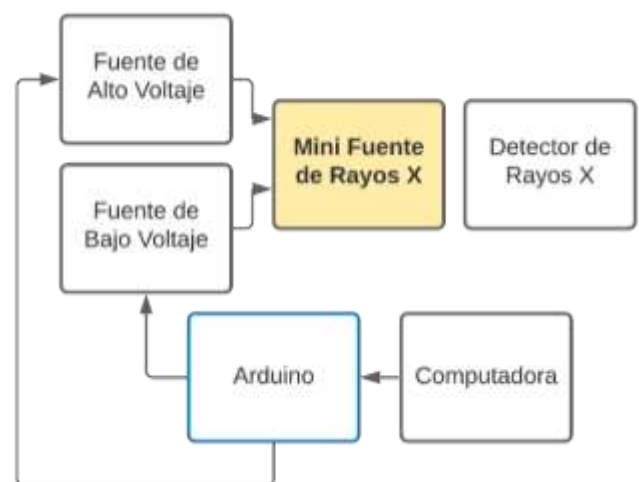 Fuente de
Alto Voltaje
Mini Fuente
de Rayos X
Detector de
Rayos X
Fuente de
Bajo Voltaje
Arduino
Computadora